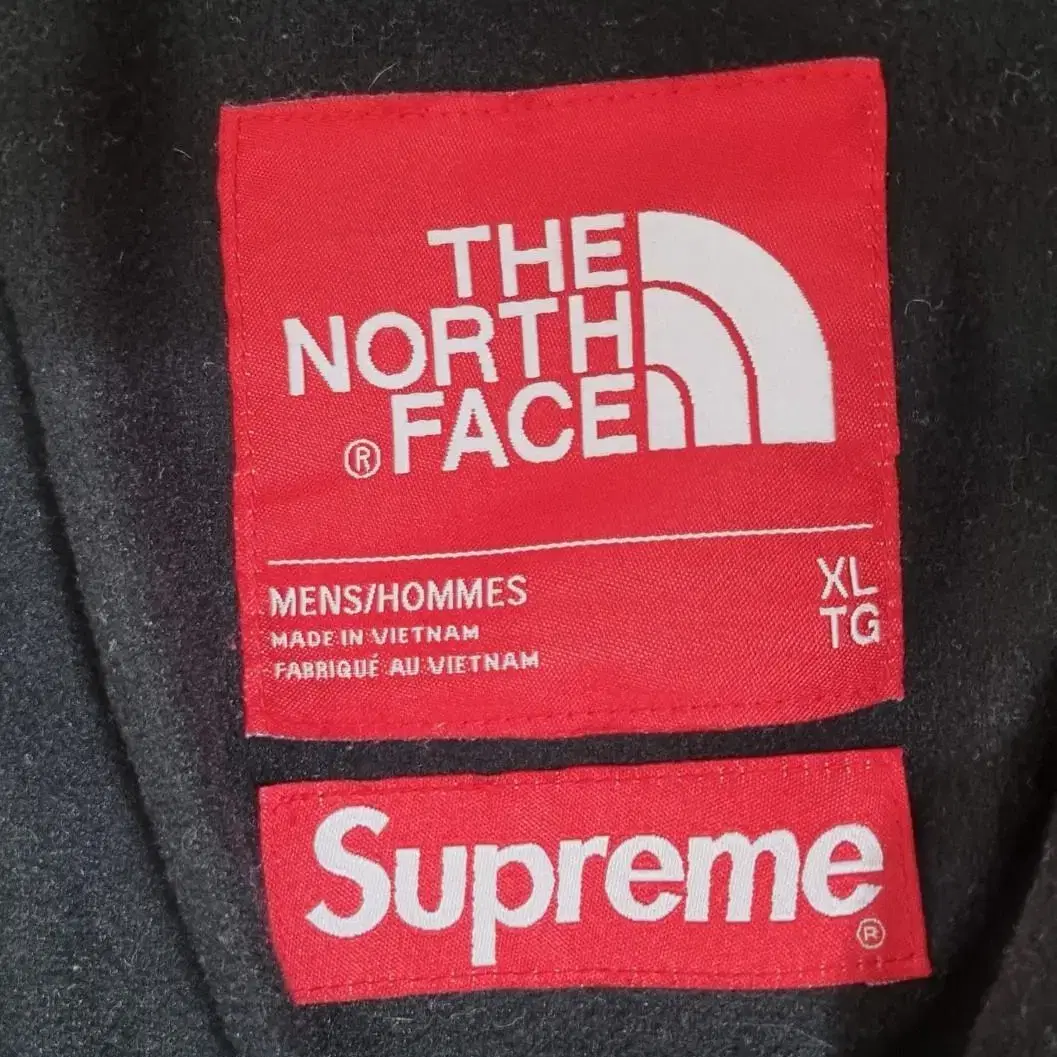 THE
NORTH
® FACE
MENS/HOMMES XL
MADE IN VIETNAM TG
FABRIQUÉ AU VIETNAM
Supreme®